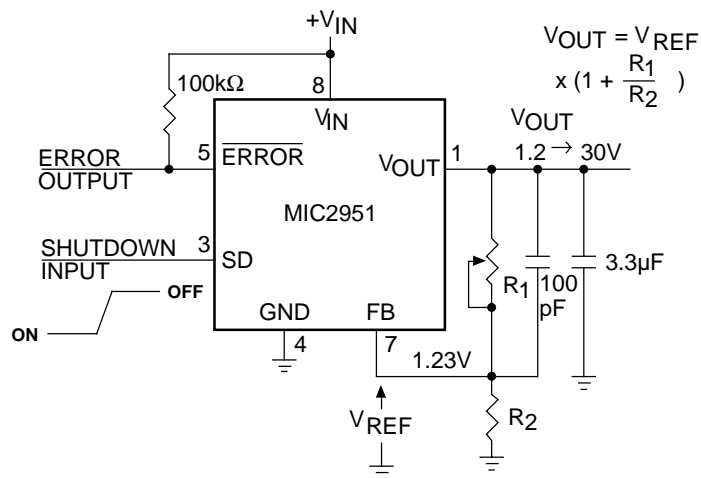 +VIN
VOUT = VREF
x (1 + R1
R2 )
100kΩ
8
VIN
VOUT
1.2 → 30V
ERROR
OUTPUT
5
ERROR
VOUT
1
MIC2951
SHUTDOWN
INPUT
3
SD
R1
100
pF
3.3µF
OFF
ON
GND
FB
4
7
1.23V
VREF
R2